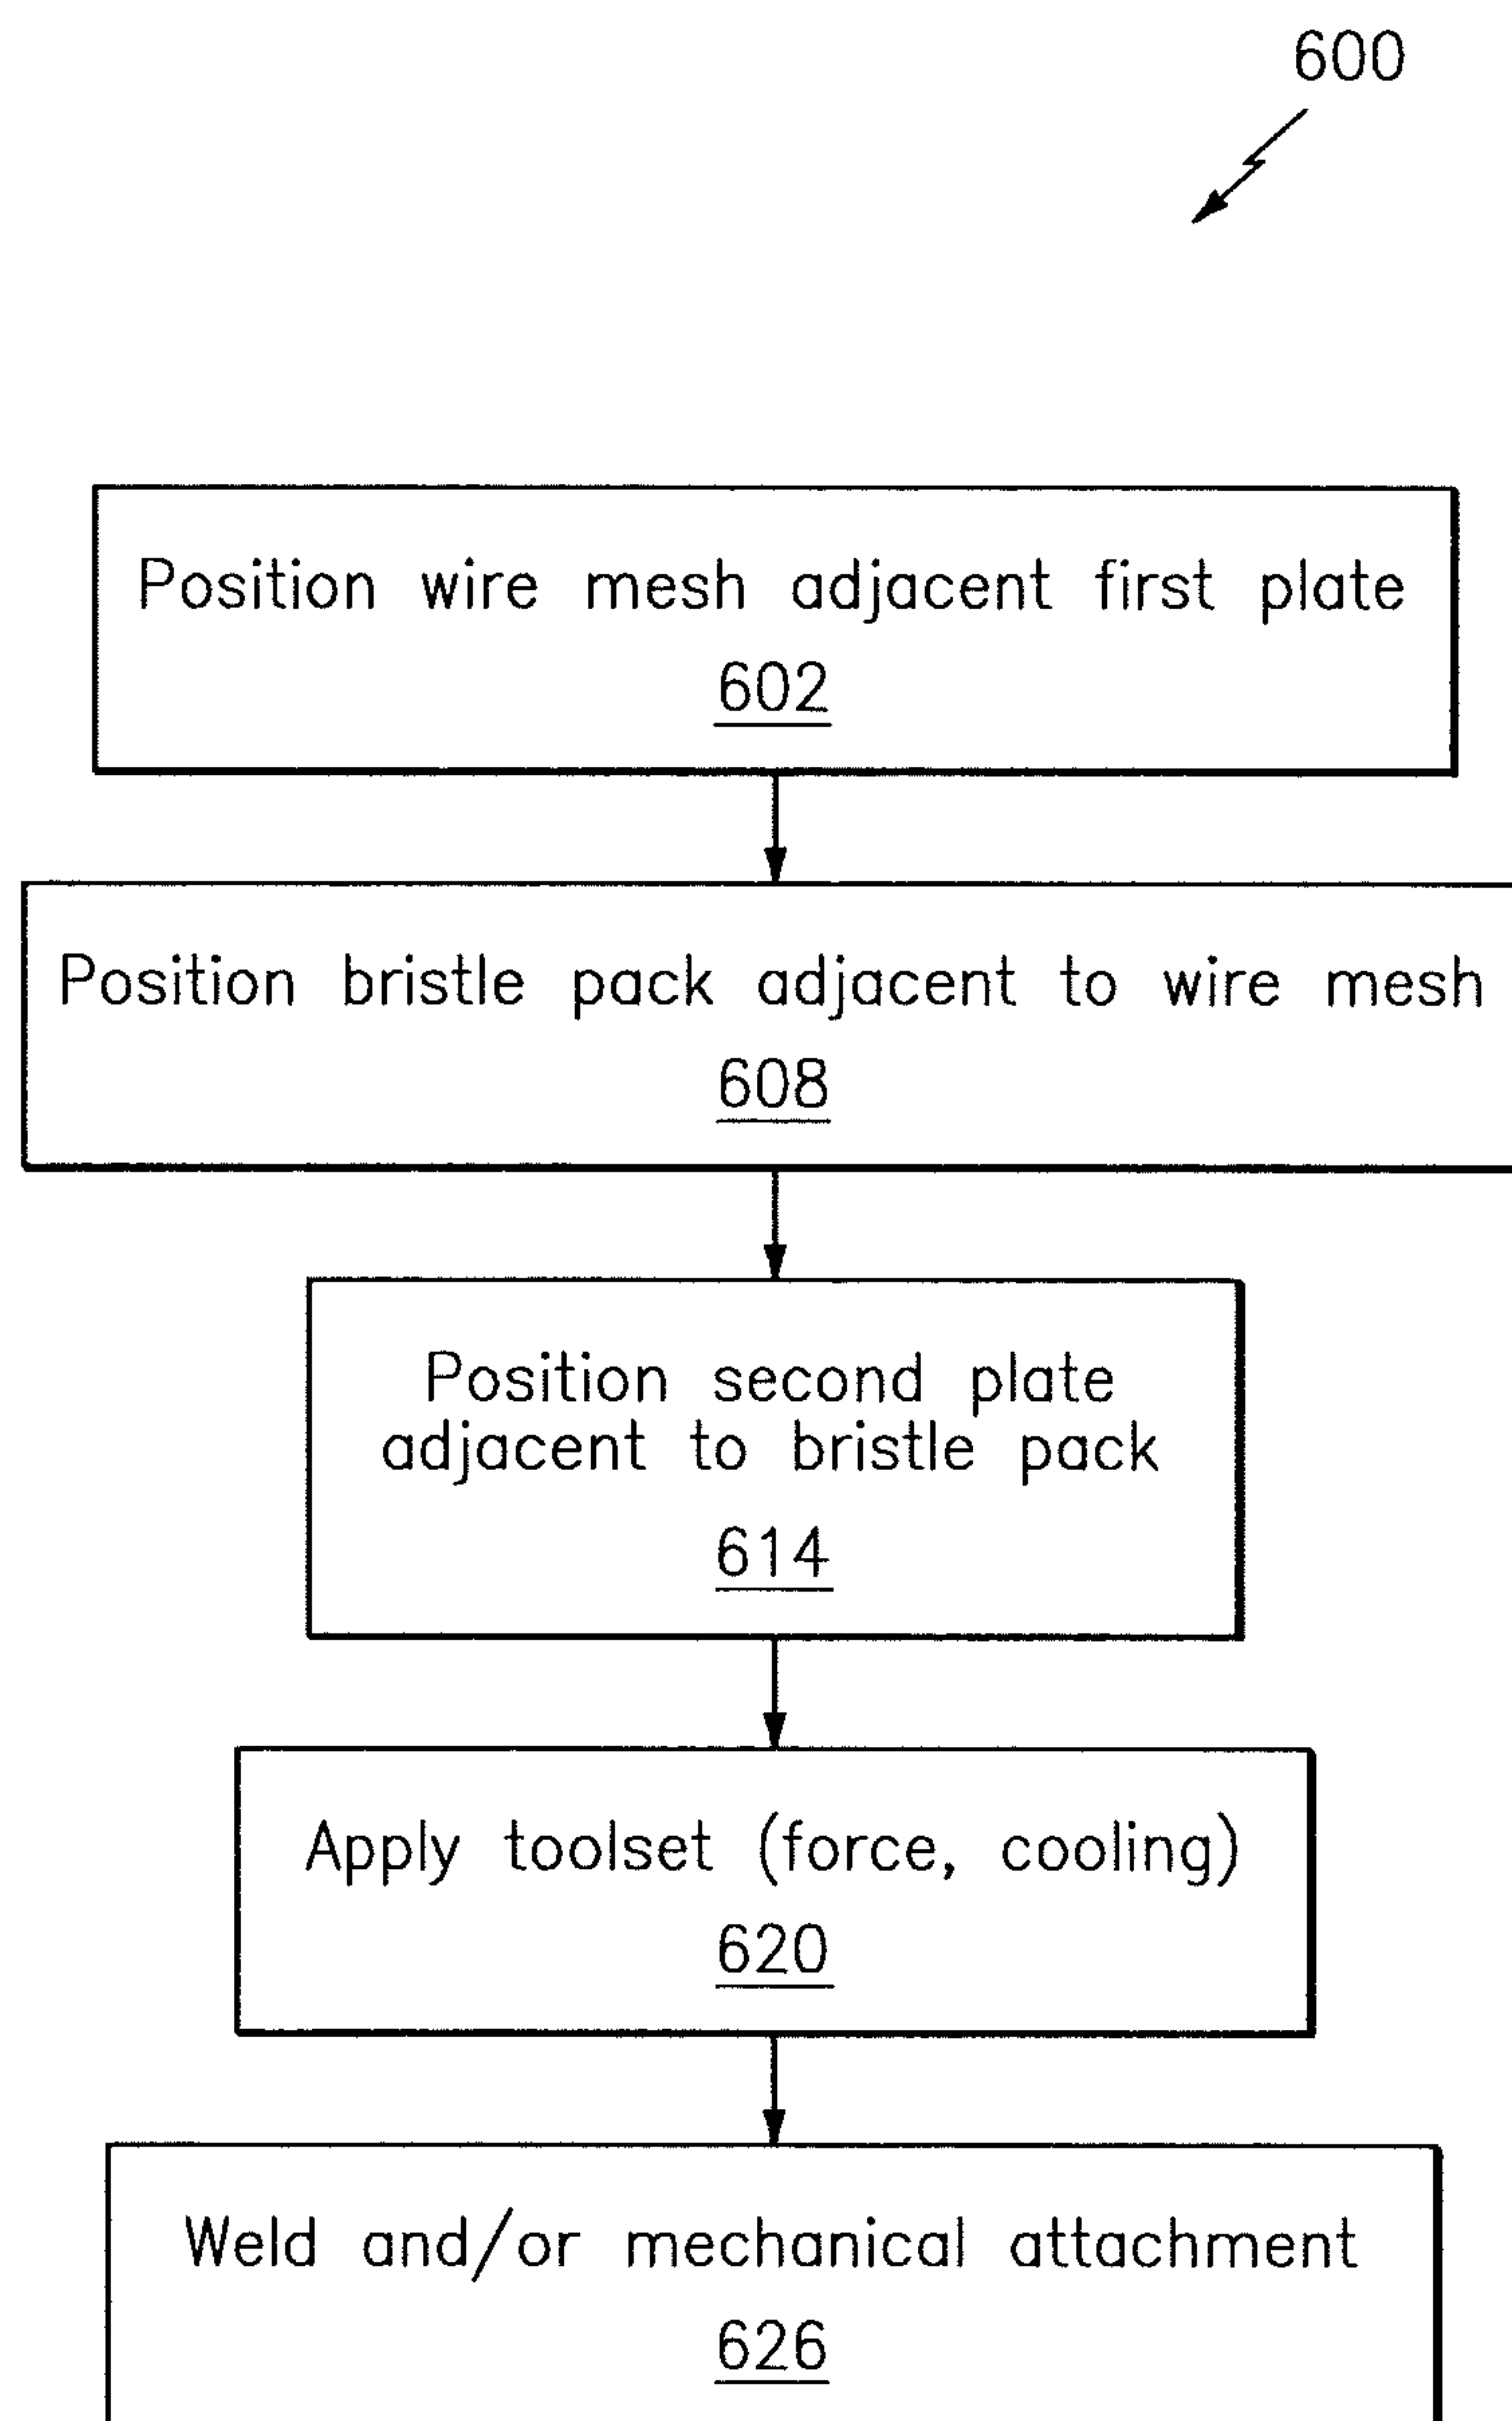 600
Position wire mesh adjacent first plate
602
Position bristle pack adjacent to wire mesh
608
Position second plate
adjacent to bristle pack
614
Apply toolset (force, cooling)
620
Weld and/or mechanical attachment
626